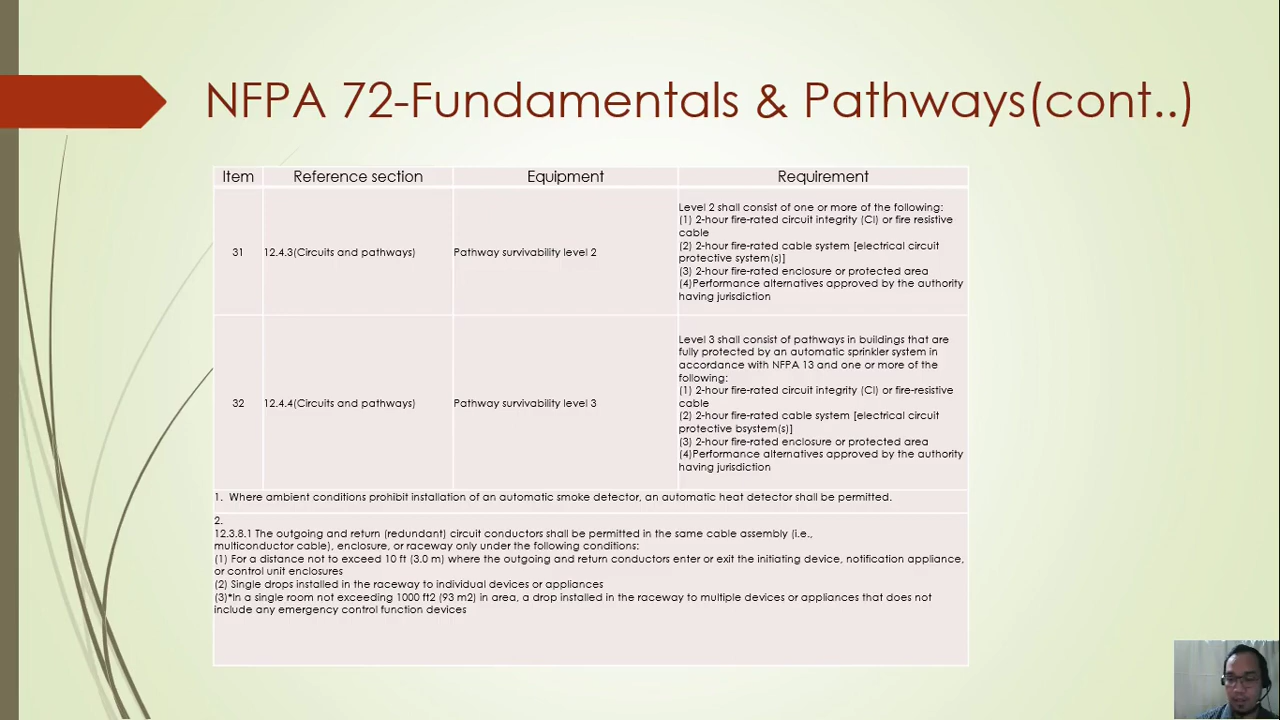 NFPA 72-Fundamentals & Pathways(cont..)
Item
Reference section
Equipment
Requirement
31
12.4.3(Circuits and pathways)
Pathway survivability level 2
Level 2 shall consist of one or more of the following:
(1) 2-hour fire-rated circuit integrity (CI) or fire resistive
cable
(2) 2-hour fire-rated cable system [electrical circuit
protective system(s)]
(3) 2-hour fire-rated enclosure or protected area
(4)Performance alternatives approved by the authority
having jurisdiction
32
12.4.4(Circuits and pathways)
Pathway survivability level 3
Level 3 shall consist of pathways in buildings that are
fully protected by an automatic sprinkler system in
accordance with NFPA 13 and one or more of the
following:
(1) 2-hour fire-rated circuit integrity (CI) or fire-resistive
cable
(2) 2-hour fire-rated cable system [electrical circuit
protective bsystem(s)]
(3) 2-hour fire-rated enclosure or protected area
(4)Performance alternatives approved by the authority
having jurisdiction
1. Where ambient conditions prohibit installation of an automatic smoke detector, an automatic heat detector shall be permitted.
2.
12.3.8.1 The outgoing and return (redundant) circuit conductors shall be permitted in the same cable assembly (i.e.,
multiconductor cable), enclosure, or raceway only under the following conditions:
(1) For a distance not to exceed 10 ft (3.0 m) where the outgoing and return conductors enter or exit the initiating device, notification appliance,
or control unit enclosures
(2) Single drops installed in the raceway to individual devices or appliances
(3)*In a single room not exceeding 1000 ft2 (93 m2) in area, a drop installed in the raceway to multiple devices or appliances that does not
include any emergency control function devices